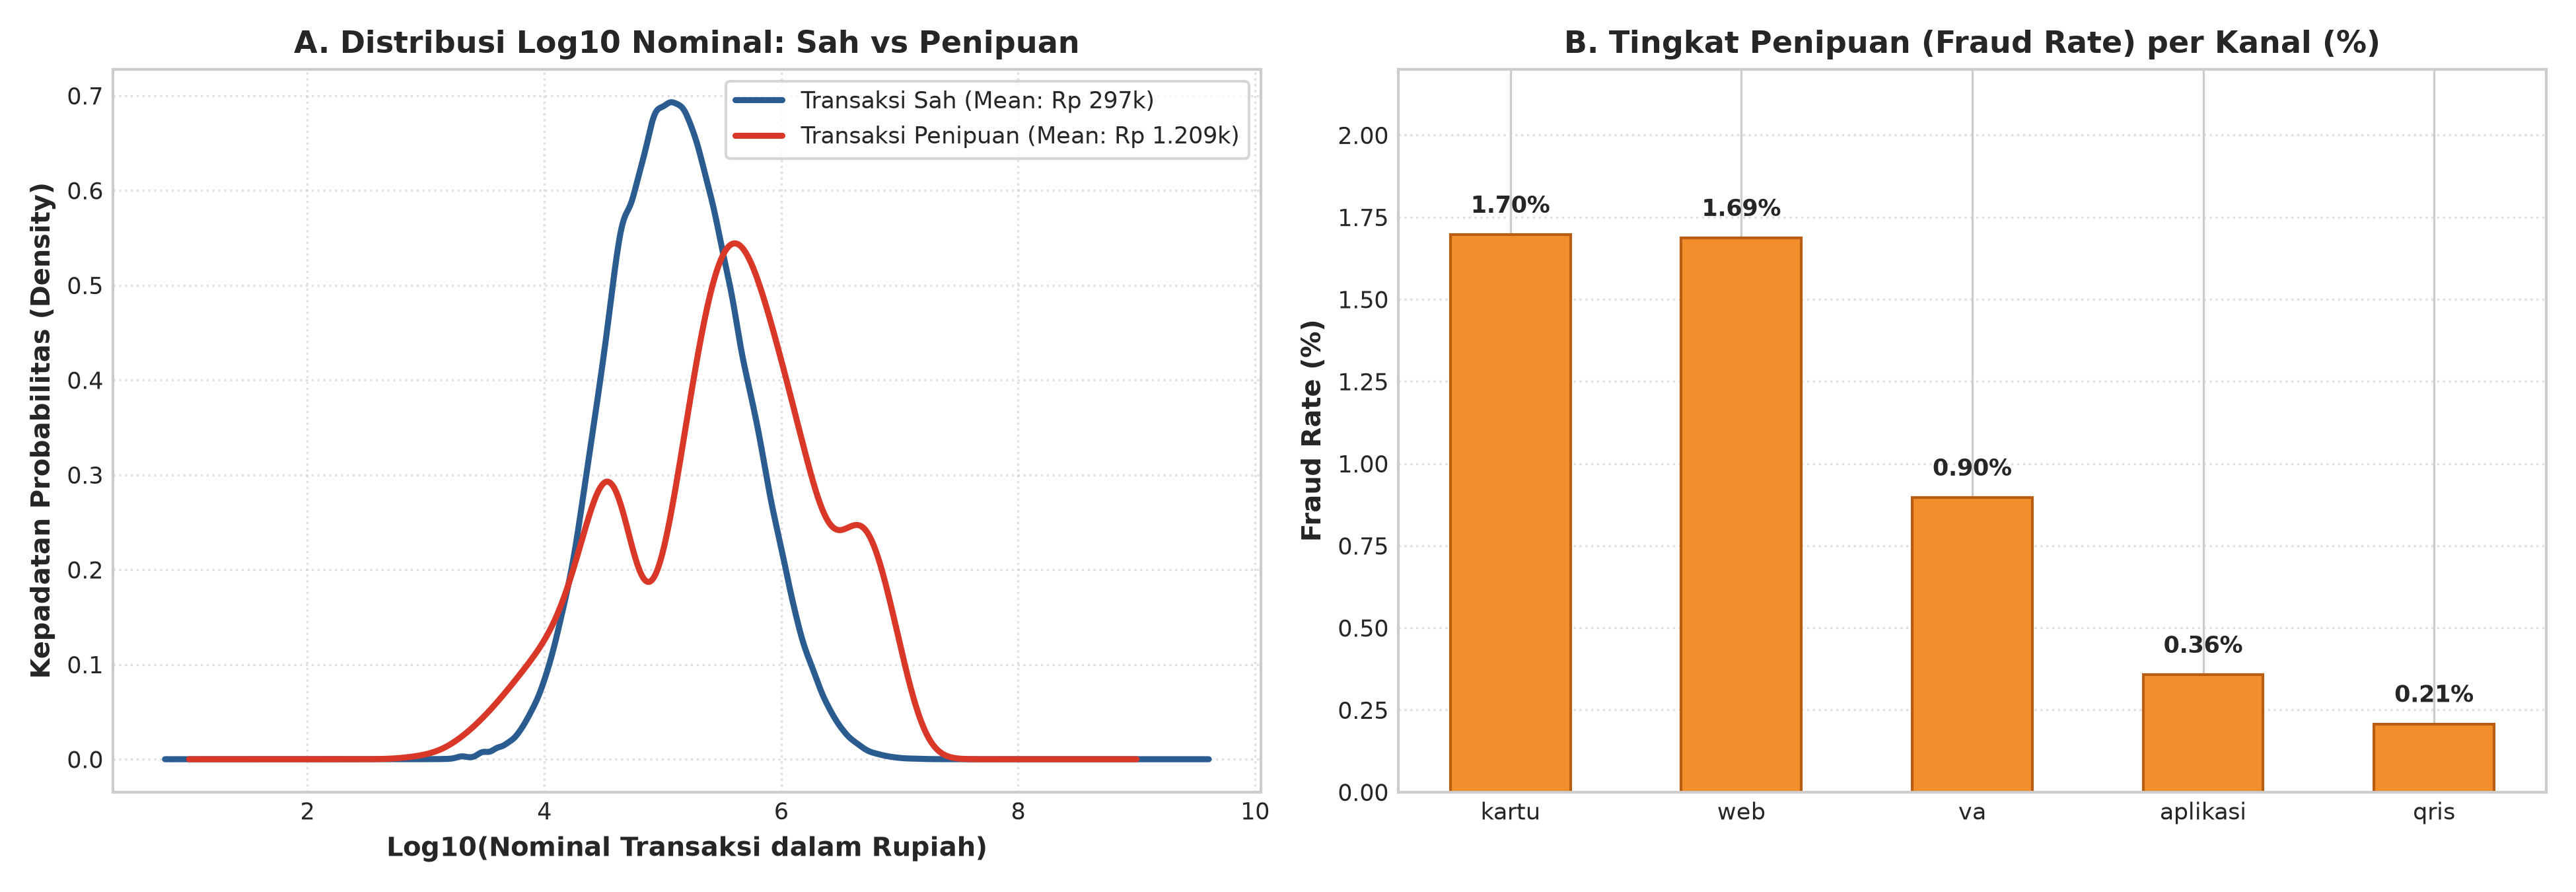 A. Distribusi Log10 Nominal: Sah vs Penipuan
Transaksi Sah (Mean: Rp 297k)
Transaksi Penipuan (Mean: Rp 1.209k)
Kepadatan Probabilitas (Density)
0.7
0.6
0.5
0.4
0.3
0.2
0.1
0.0
2
4
6
8
10
Log10(Nominal Transaksi dalam Rupiah)
B. Tingkat Penipuan (Fraud Rate) per Kanal (%)
Fraud Rate (%)
2.00
1.75
1.50
1.25
1.00
0.75
0.50
0.25
0.00
1.70%
1.69%
0.90%
0.36%
0.21%
kartu
web
va
aplikasi
qris